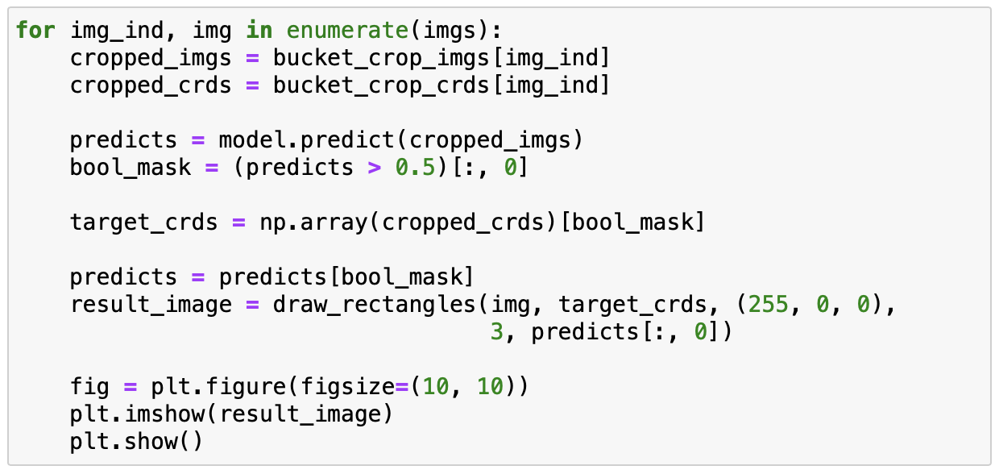 for img_ind, img in enumerate(imgs):
    cropped_imgs = bucket_crop_imgs[img_ind]
    cropped_crds = bucket_crop_crds[img_ind]

    predicts = model.predict(cropped_imgs)
    bool_mask = (predicts > 0.5)[:, 0]

    target_crds = np.array(cropped_crds)[bool_mask]

    predicts = predicts[bool_mask]
    result_image = draw_rectangles(img, target_crds, (255, 0, 0),
                                   3, predicts[:, 0])

    fig = plt.figure(figsize=(10, 10))
    plt.imshow(result_image)
    plt.show()